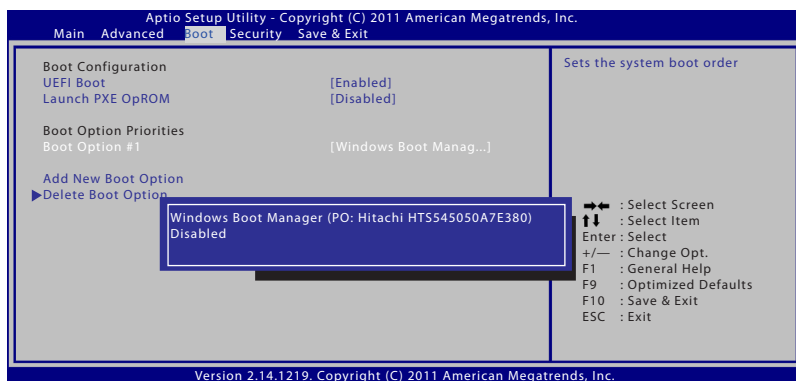 Aptio Setup Utility - Copyright (C) 2011 American Megatrends, Inc.
Main Advanced Boot Security Save & Exit
Boot Configuration
UEFI Boot [Enabled]
Launch PXE OpROM [Disabled]
Boot Option Priorities
Boot Option #1 [Windows Boot Manag...]
Add New Boot Option
Delete Boot Option
Windows Boot Manager (PO: Hitachi HTS545050A7E380)
Disabled
Sets the system boot order
: Select Screen
: Select Item
Enter : Select
+/— : Change Opt.
F1 : General Help
F9 : Optimized Defaults
F10 : Save & Exit
ESC : Exit
Version 2.14.1219. Copyright (C) 2011 American Megatrends, Inc.